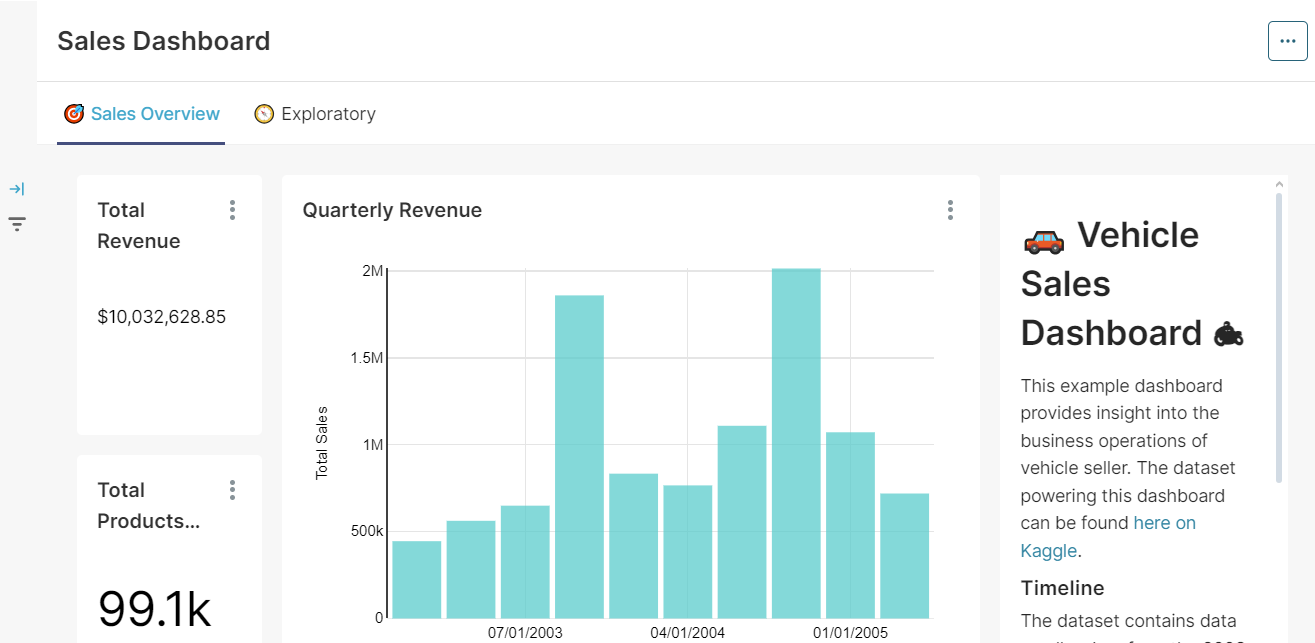 Sales Dashboard
Sales Overview
Exploratory
Total
Revenue
$10,032,628.85
Total
Products...
99.1k
Quarterly Revenue
Total Sales
2M
1.5M
1M
500k
0
07/01/2003
04/01/2004
01/01/2005
Vehicle
Sales
Dashboard
This example dashboard
provides insight into the
business operations of
vehicle seller. The dataset
powering this dashboard
can be found here on
Kaggle.
Timeline
The dataset contains data